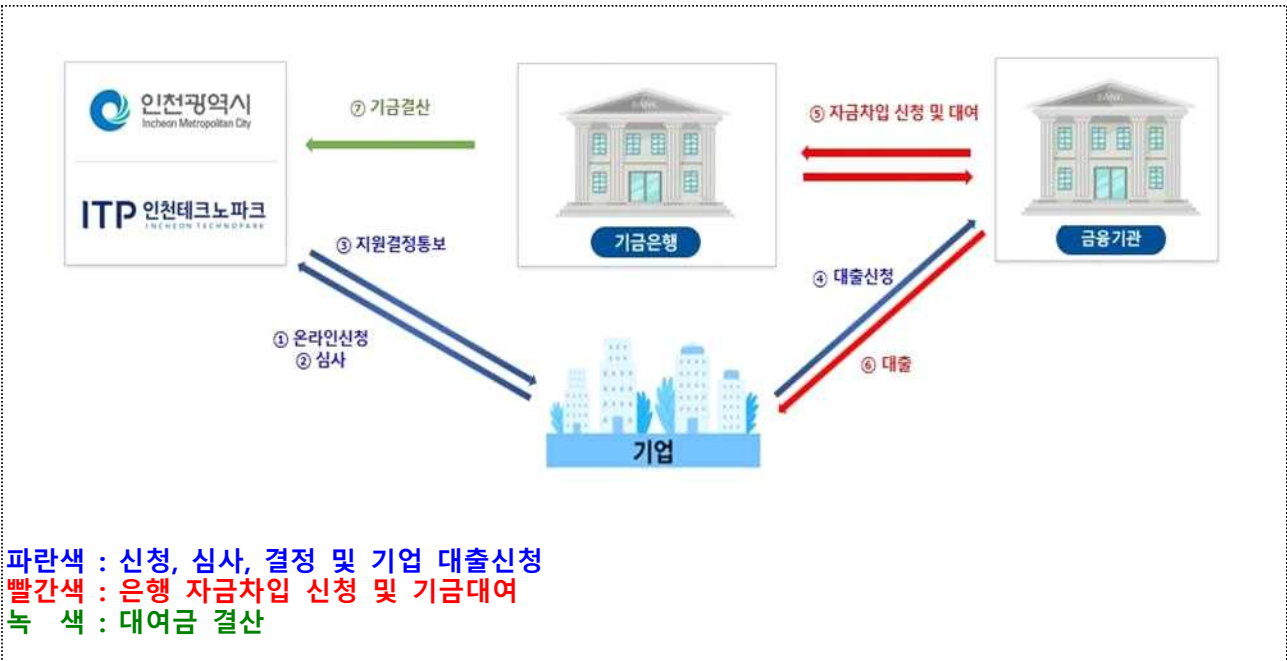 인천광역시
Incheon Metropolitan City
ITP 인천테크노파크
INCHEON TECHNOPARK
⑦ 기금결산
BANK
기금은행
⑤ 자금차입 신청 및 대여
BANK
금융기관
③ 지원결정통보
④ 대출신청
① 온라인신청
② 심사
⑥ 대출
기업
파란색 : 신청, 심사, 결정 및 기업 대출신청
빨간색 : 은행 자금차입 신청 및 기금대여
녹 색 : 대여금 결산